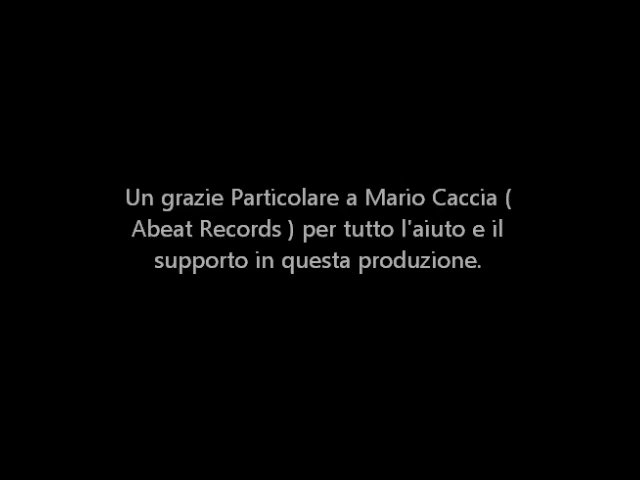 Un grazie Particolare a Mario Caccia (
Abeat Records ) per tutto l'aiuto e il
supporto in questa produzione.